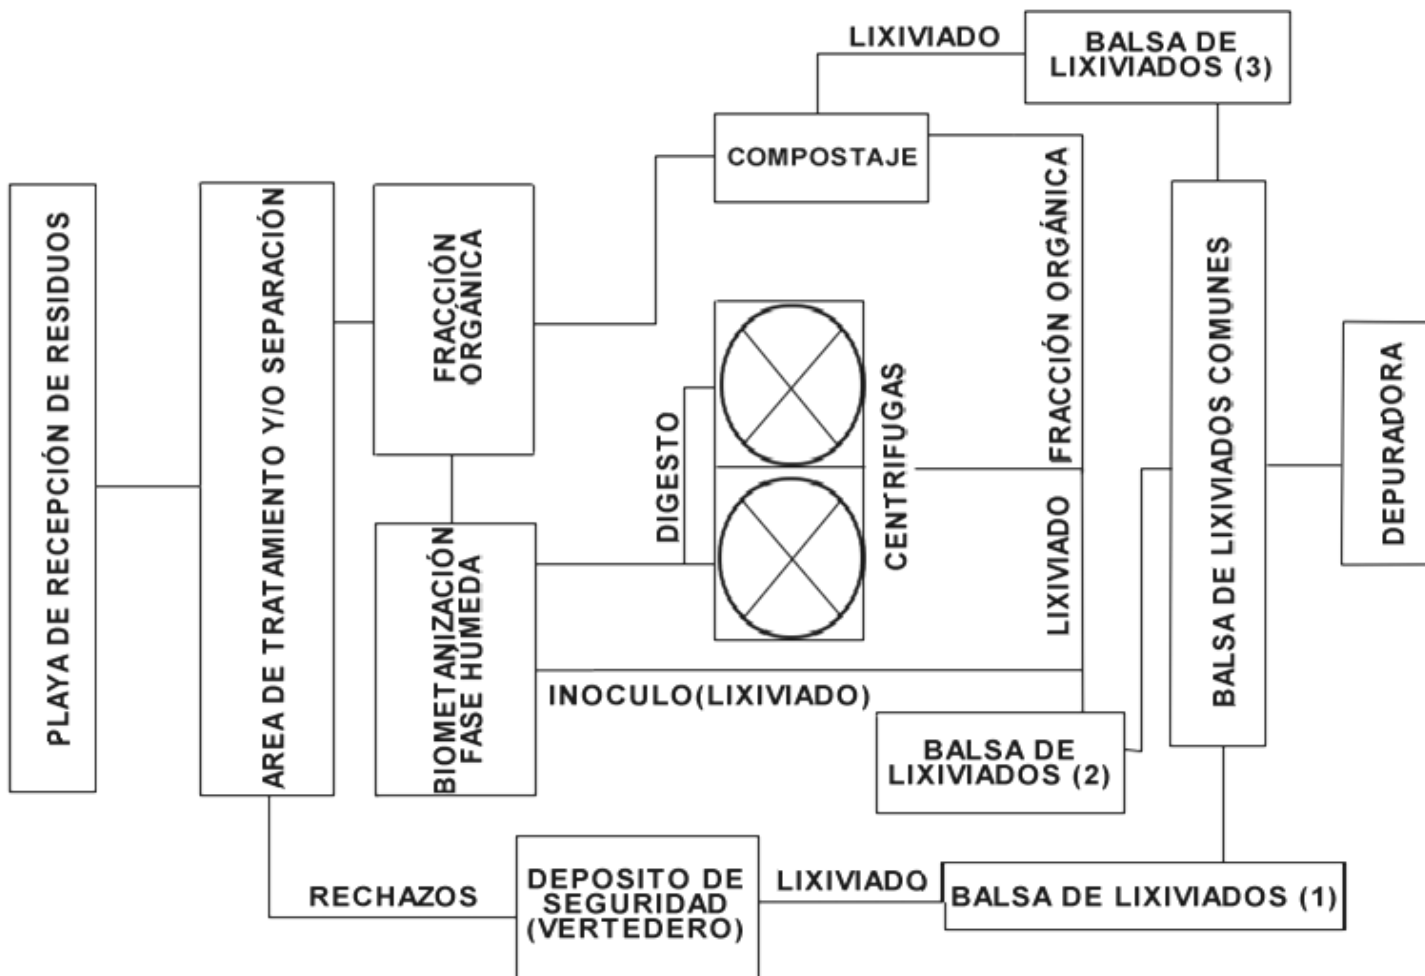 LIXIVIADO
BALSA DE
LIXIVIADOS (3)
COMPOSTAJE
PLAYA DE RECEPCIÓN DE RESIDUOS
AREA DE TRATAMIENTO Y/O SEPARACIÓN
FRACCIÓN
ORGÁNICA
FRACCIÓN ORGÁNICA
DIGESTO
CENTRIFUGAS
BALSA DE LIXIVIADOS COMUNES
DEPURADORA
BIOMETANIZACIÓN
FASE HUMEDA
LIXIVIADO
INOCULO(LIXIVIADO)
BALSA DE
LIXIVIADOS (2)
RECHAZOS
DEPOSITO DE
SEGURIDAD
(VERTEDERO)
LIXIVIADO
BALSA DE LIXIVIADOS (1)